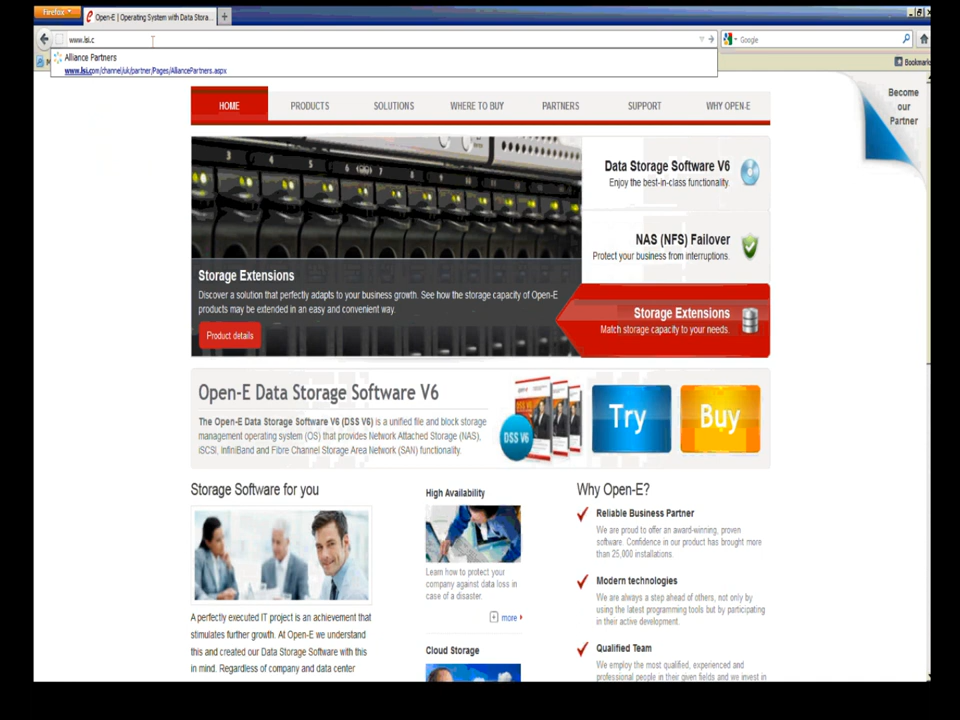 Firefox
Open-E | Operating System with Data Stora...
www.lsi.c
Google
Alliance Partners
www.lsi.com/channel/uk/partner/Pages/AlliancePartners.aspx
Bookmarks
Become
our
Partner
HOME PRODUCTS SOLUTIONS WHERE TO BUY PARTNERS SUPPORT WHY OPEN-E
3 4 5 6 7 8 9 10 11 12 13 14
Data Storage Software V6
Enjoy the best-in-class functionality.
NAS (NFS) Failover
Protect your business from interruptions.
Storage Extensions
Match storage capacity to your needs.
Storage Extensions
Discover a solution that perfectly adapts to your business growth. See how the storage capacity of Open-E
products may be extended in an easy and convenient way.
Product details
Open-E Data Storage Software V6
The Open-E Data Storage Software V6 (DSS V6) is a unified file and block storage
management operating system (OS) that provides Network Attached Storage (NAS),
iSCSI, InfiniBand and Fibre Channel Storage Area Network (SAN) functionality.
DSS V6
Try
Buy
Storage Software for you
A perfectly executed IT project is an achievement that
stimulates further growth. At Open-E we understand
this and created our Data Storage Software with this
in mind. Regardless of company and data center
High Availability
Learn how to protect your
company against data loss in
case of a disaster.
more
Cloud Storage
Why Open-E?
Reliable Business Partner
We are proud to offer an award-winning, proven
software. Confidence in our product has brought more
than 25,000 installations.
Modern technologies
We are always a step ahead of others, not only by
using the latest programming tools but by participating
in their active development.
Qualified Team
We employ the most qualified, experienced and
professional people in their given fields and we invest in